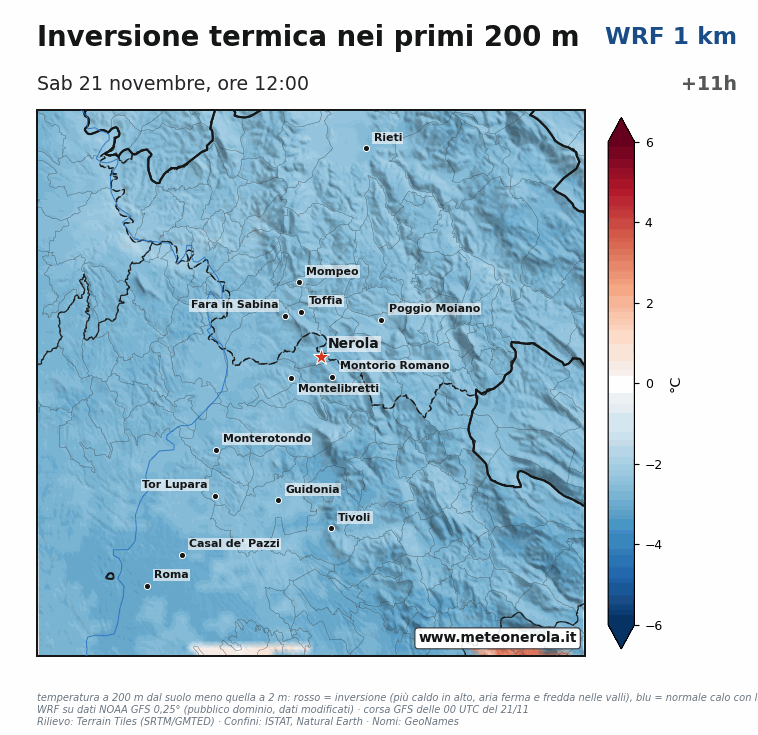 Inversione termica nei primi 200 m WRF 1 km
Sab 21 novembre, ore 12:00 +11h
Rieti
Mompeo
Toffia
Fara in Sabina
Poggio Moiano
Nerola
Montorio Romano
Montelibretti
Monterotondo
Tor Lupara
Guidonia
Tivoli
Casal de' Pazzi
Roma
www.meteonerola.it
6
4
2
0
−2
−4
−6
°C
temperatura a 200 m dal suolo meno quella a 2 m: rosso = inversione (più caldo in alto, aria ferma e fredda nelle valli), blu = normale calo con l
WRF su dati NOAA GFS 0,25° (pubblico dominio, dati modificati) · corsa GFS delle 00 UTC del 21/11
Rilievo: Terrain Tiles (SRTM/GMTED) · Confini: ISTAT, Natural Earth · Nomi: GeoNames